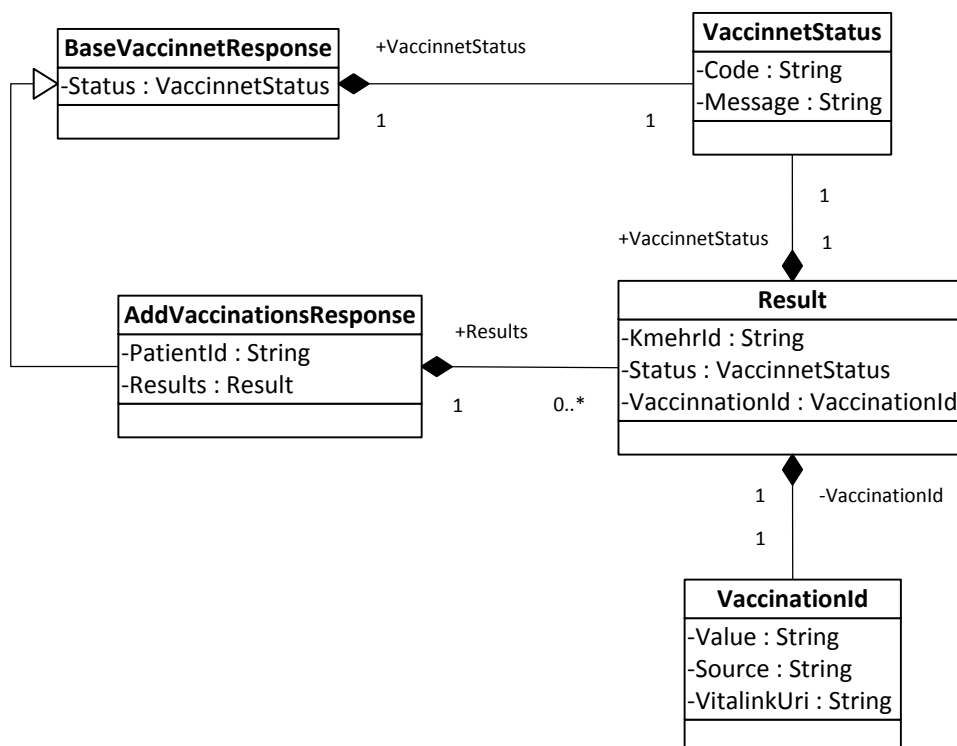 BaseVaccinnetResponse
-Status : VaccinnetStatus
+VaccinnetStatus
1
1
VaccinnetStatus
-Code : String
-Message : String
1
+VaccinnetStatus
1
AddVaccinationsResponse
-PatientId : String
-Results : Result
+Results
1
0..*
Result
-KmehrId : String
-Status : VaccinnetStatus
-VaccinnationId : VaccinationId
1
-VaccinationId
1
VaccinationId
-Value : String
-Source : String
-VitalinkUri : String